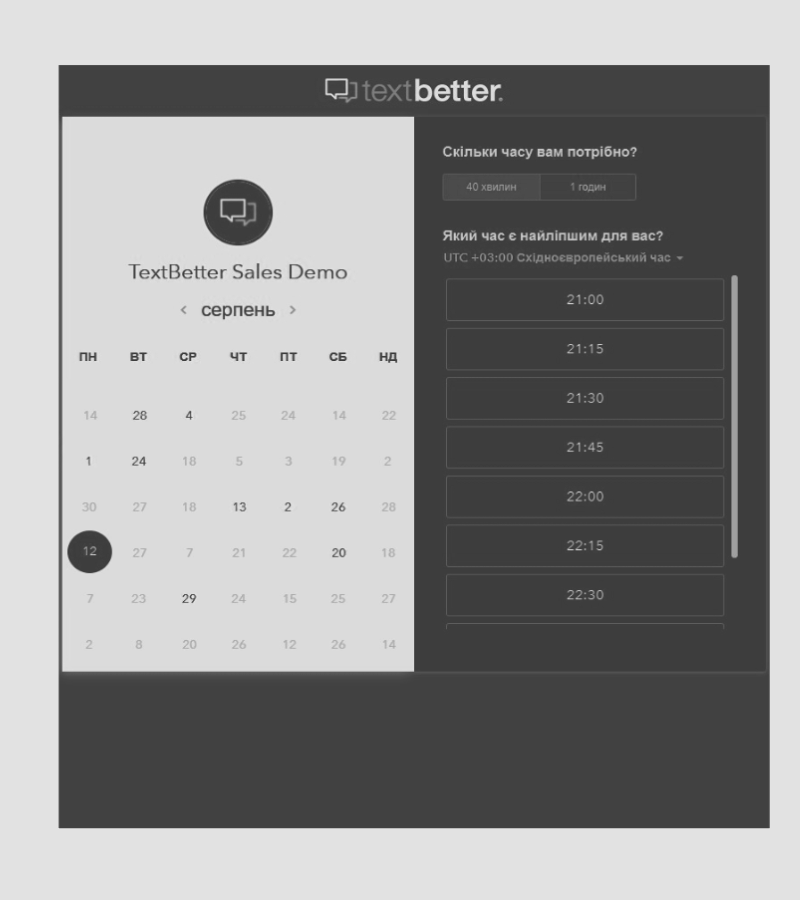 textbetter.
TextBetter Sales Demo
‹ серпень ›
ПН ВТ СР ЧТ ПТ СБ НД
14 28 4 25 24 14 22
1 24 18 5 3 19 2
30 27 18 13 2 26 28
12 27 7 21 22 20 18
7 23 29 24 15 25 27
2 8 20 26 12 26 14
Скільки часу вам потрібно?
40 хвилин 1 годин
Який час є найліпшим для вас?
UTC +03:00 Східноєвропейський час
21:00
21:15
21:30
21:45
22:00
22:15
22:30